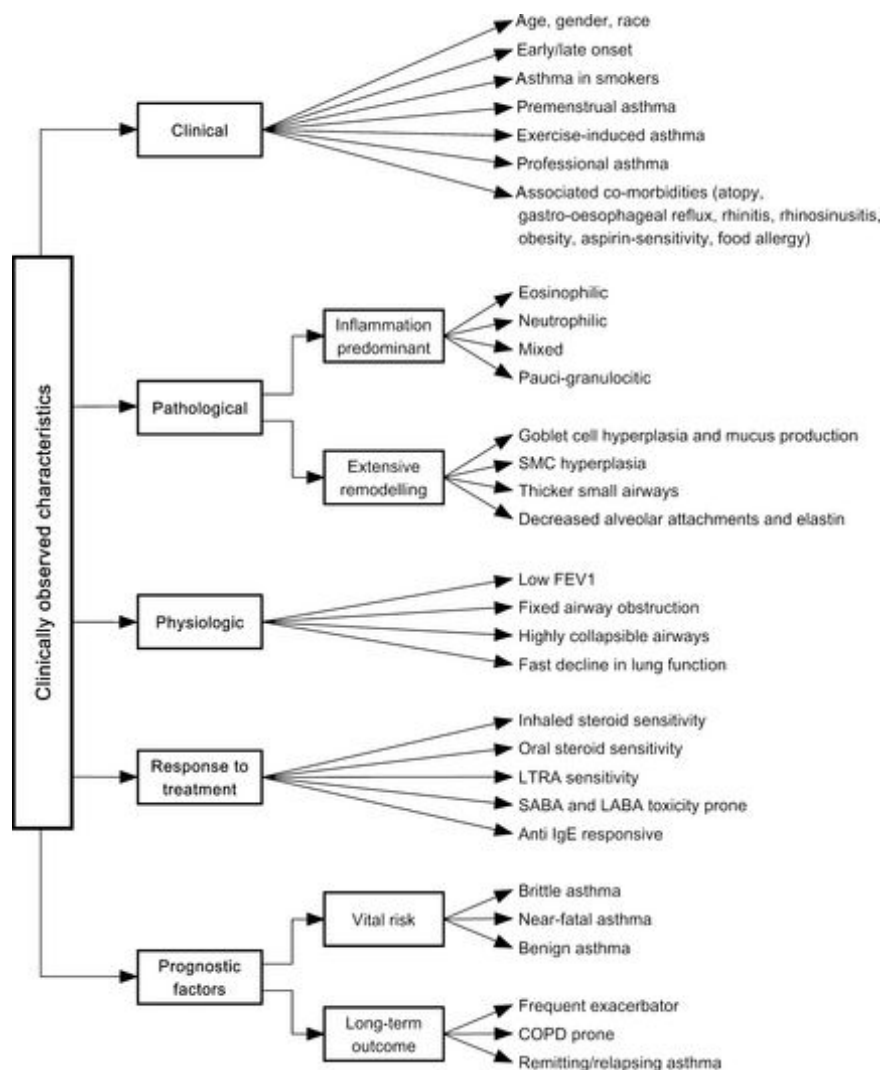 Age, gender, race
Early/late onset
Asthma in smokers
Premenstrual asthma
Clinical
Exercise-induced asthma
Professional asthma
Associated co-morbidities (atopy,
gastro-oesophageal reflux, rhinitis, rhinosinusitis,
obesity, aspirin-sensitivity, food allergy)
Clinically observed characteristics
Pathological
Inflammation
predominant
Eosinophilic
Neutrophilic
Mixed
Pauci-granulocitic
Extensive
remodelling
Goblet cell hyperplasia and mucus production
SMC hyperplasia
Thicker small airways
Decreased alveolar attachments and elastin
Physiologic
Low FEV1
Fixed airway obstruction
Highly collapsible airways
Fast decline in lung function
Response to
treatment
Inhaled steroid sensitivity
Oral steroid sensitivity
LTRA sensitivity
SABA and LABA toxicity prone
Anti IgE responsive
Prognostic
factors
Vital risk
Brittle asthma
Near-fatal asthma
Benign asthma
Long-term
outcome
Frequent exacerbator
COPD prone
Remitting/relapsing asthma